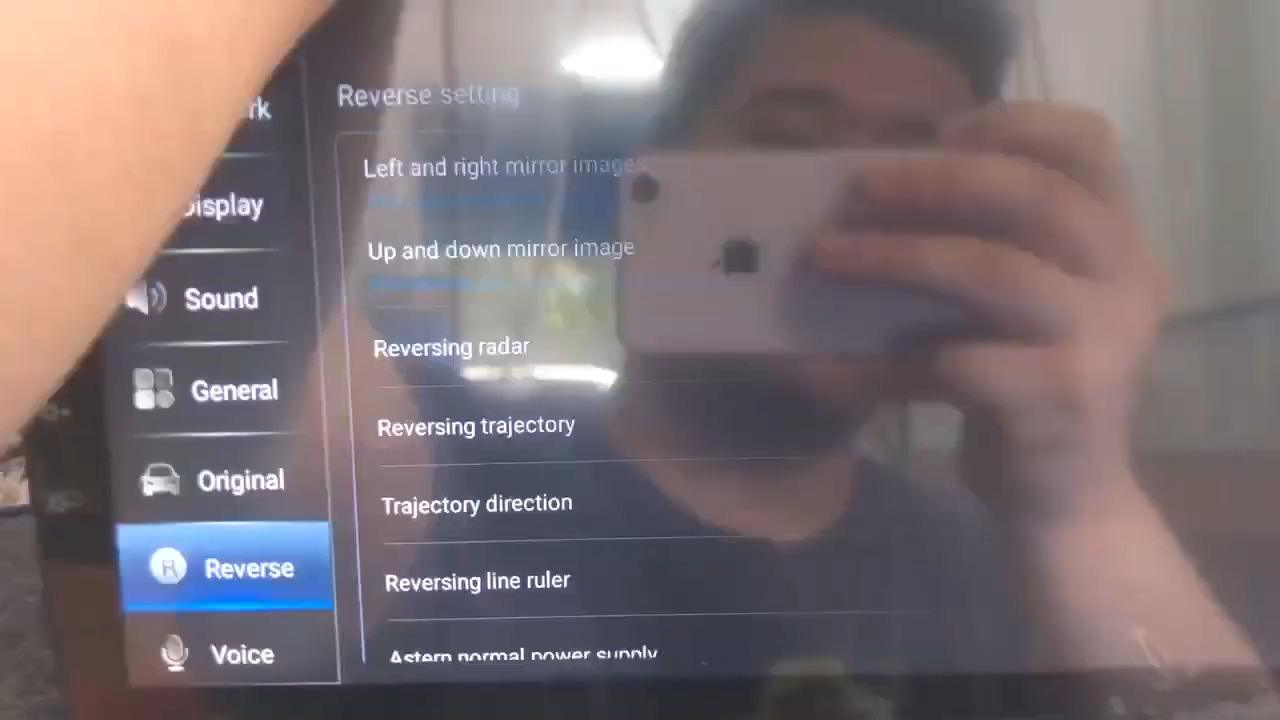 Reverse setting
Left and right mirror images
Display
Up and down mirror image
Sound
Reversing radar
General
Reversing trajectory
Original
Trajectory direction
Reverse
Reversing line ruler
Voice
Astern normal power supply